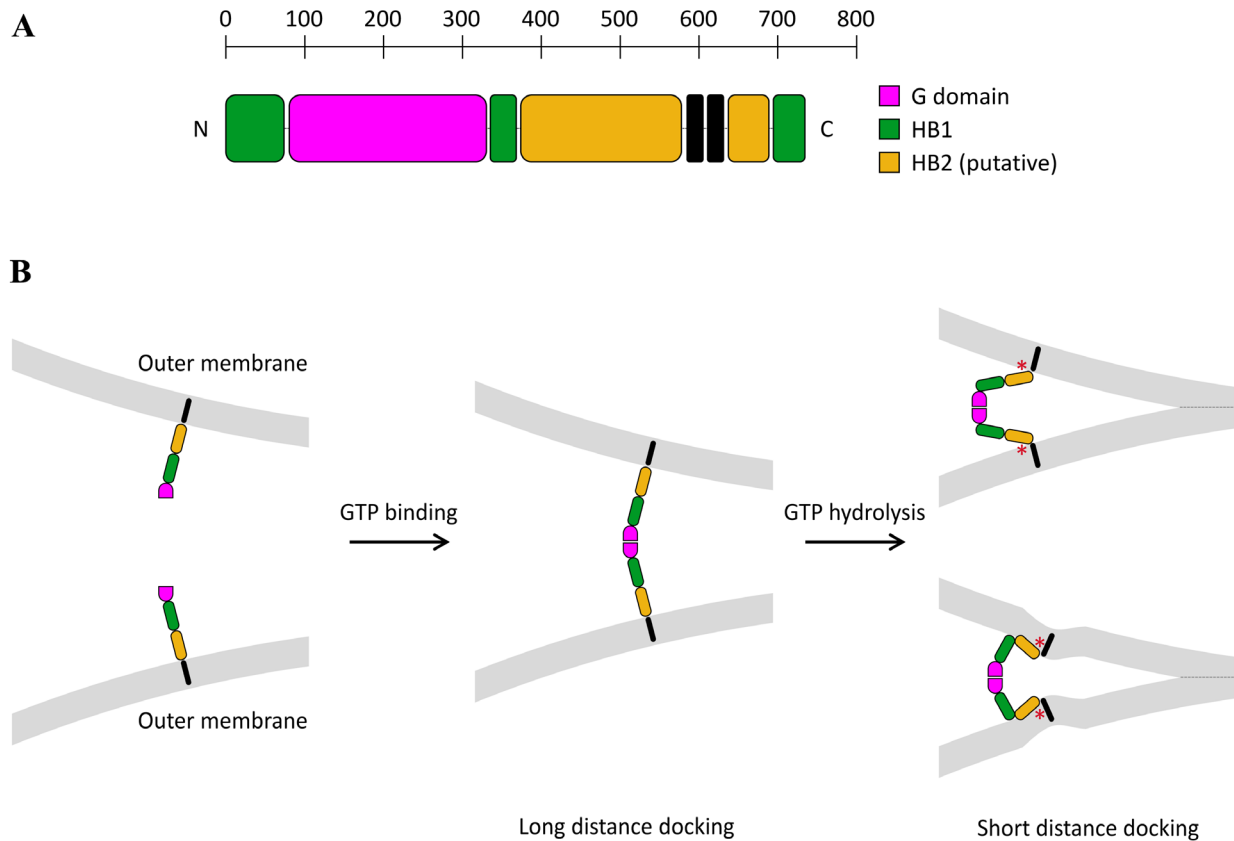 A
0 100 200 300 400 500 600 700 800
N
C
G domain
HB1
HB2 (putative)
B
Outer membrane
Outer membrane
GTP binding
GTP hydrolysis
*
*
*
*
Long distance docking
Short distance docking